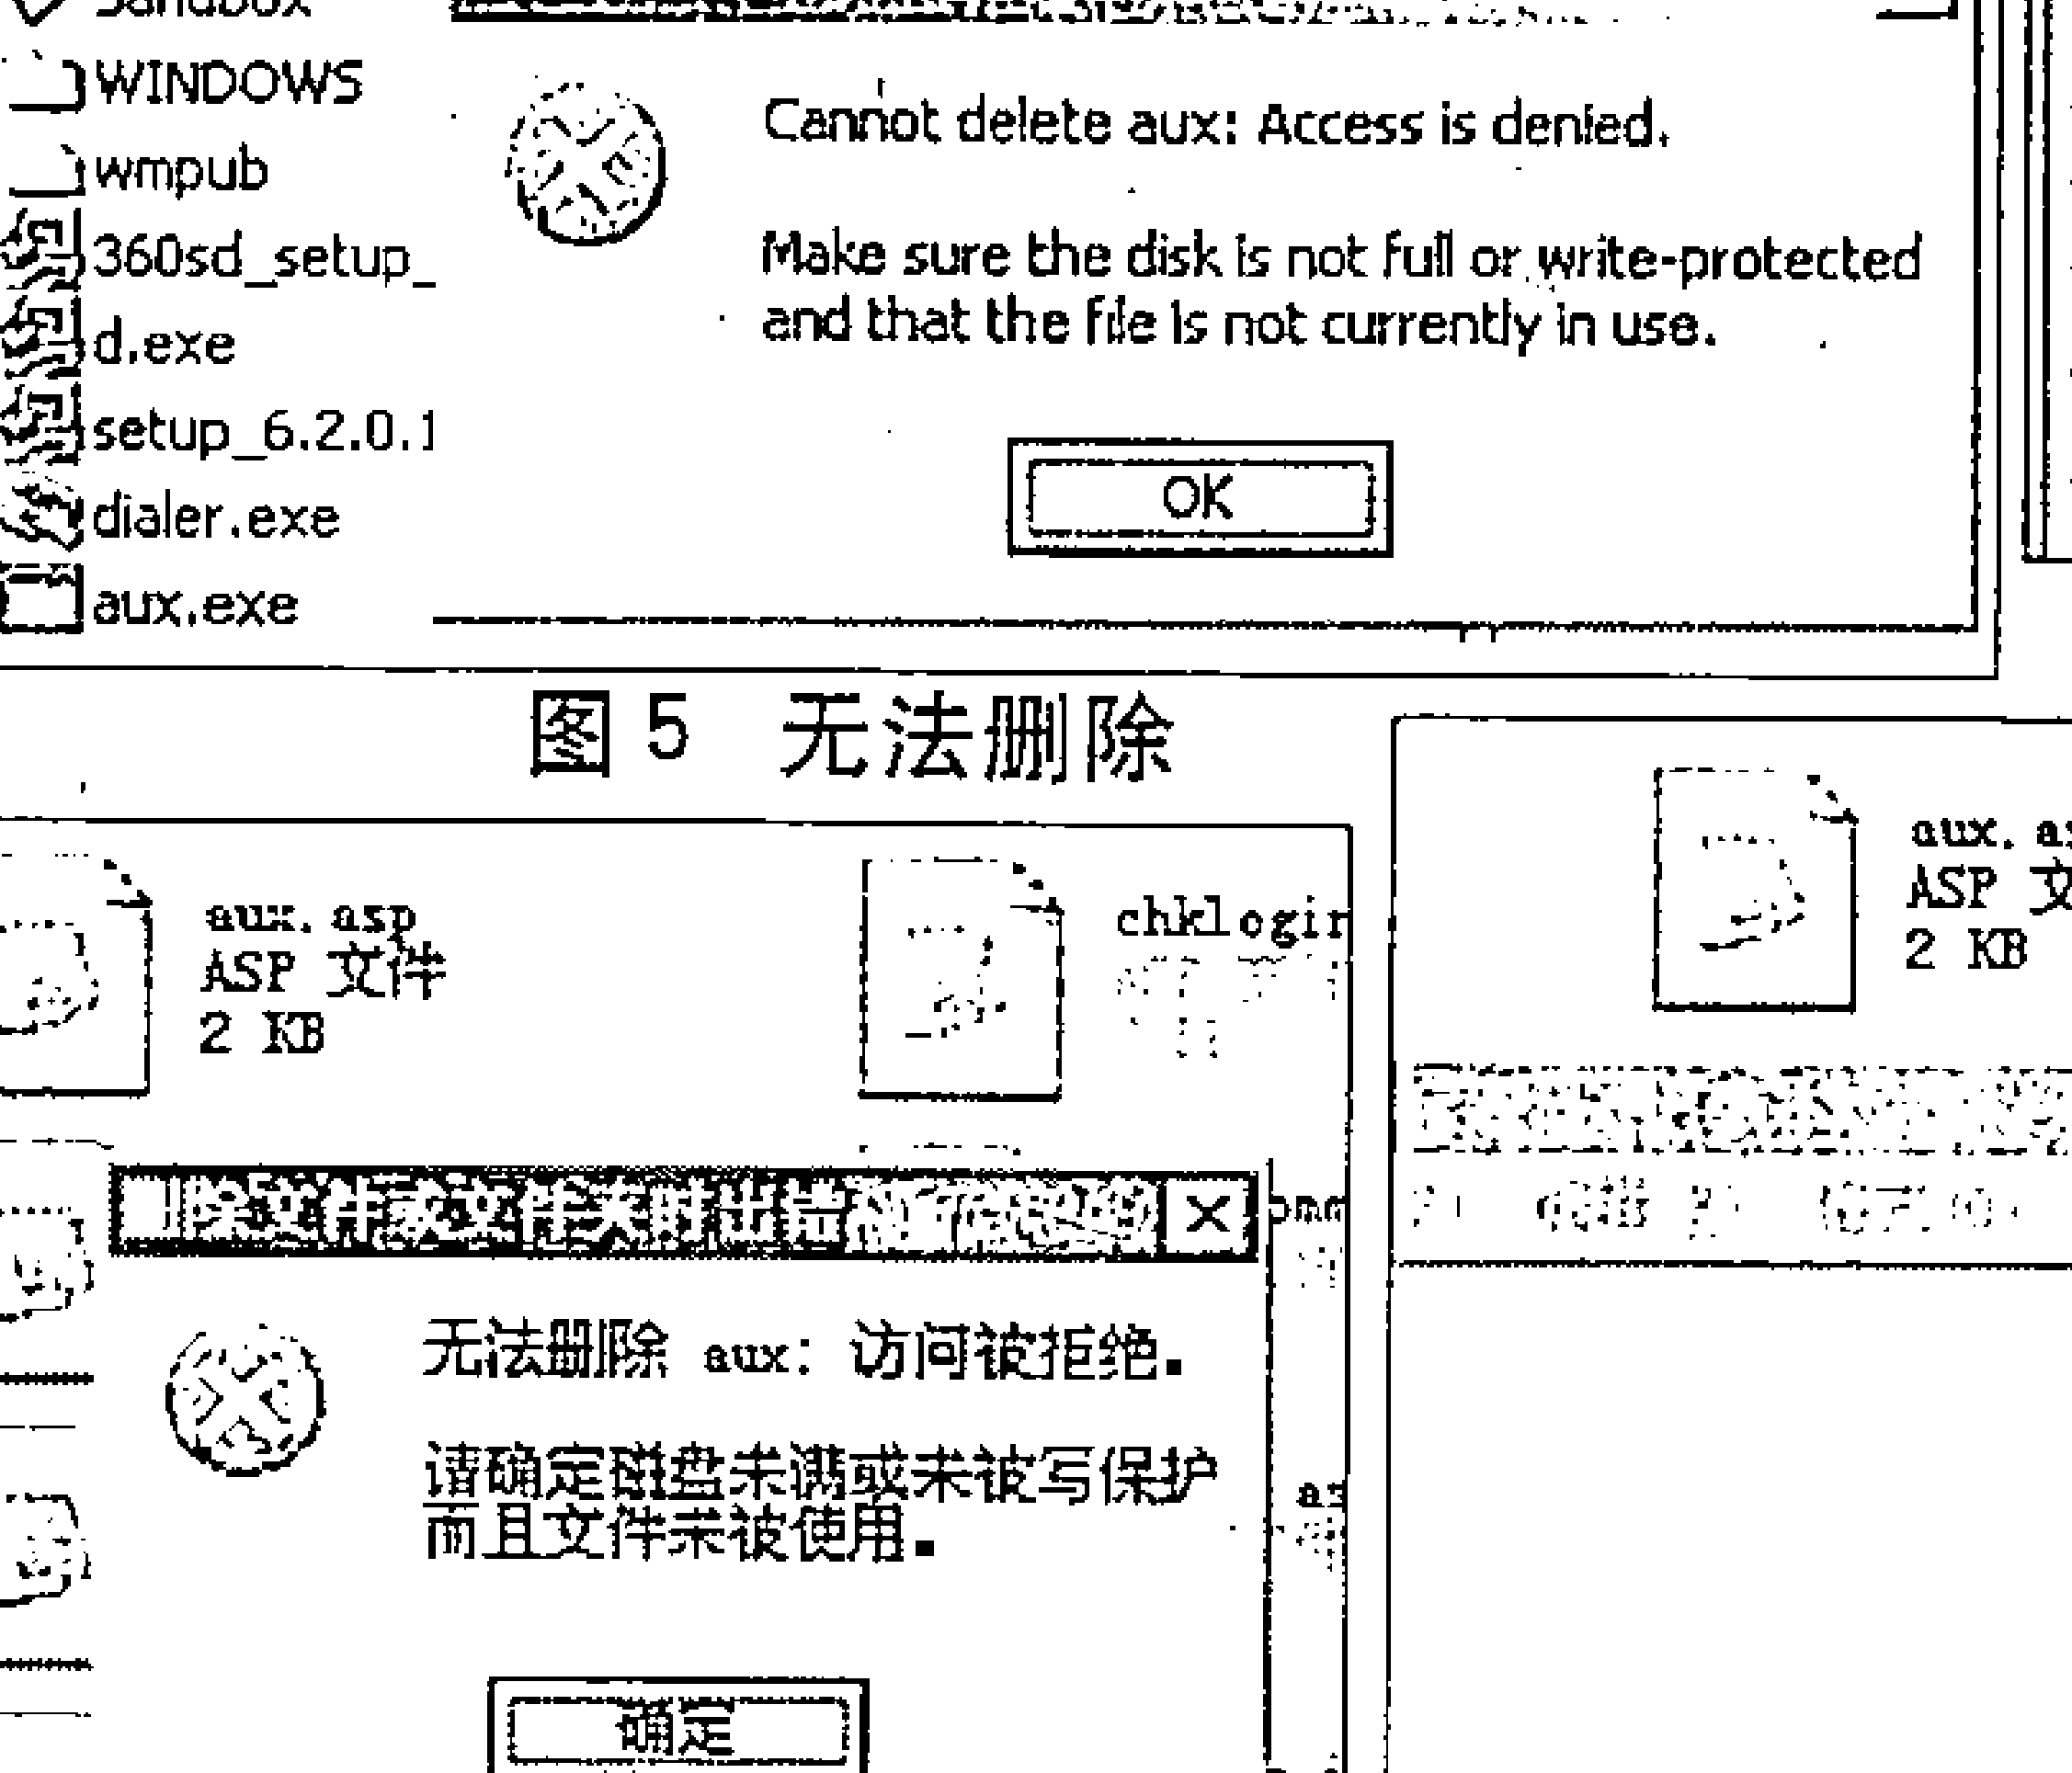 Sandbox
WINDOWS
wmpub
360sd_setup_
d.exe
setup_6.2.0.1
dialer.exe
aux.exe
Cannot delete aux: Access is denied.
Make sure the disk is not full or write-protected
and that the file is not currently in use.
OK
图 5 无法删除
aux.asp
ASP 文件
2 KB
chklogin
无法删除 aux: 访问被拒绝。
请确定磁盘未满或未被写保护
而且文件未被使用。
确定
aux.as
ASP 文
2 KB